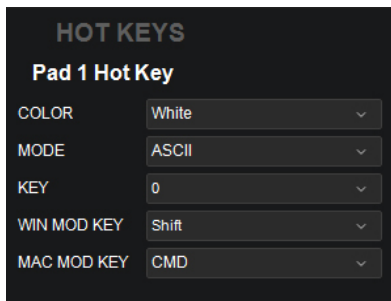 HOT KEYS
Pad 1 Hot Key
COLOR White
MODE ASCII
KEY 0
WIN MOD KEY Shift
MAC MOD KEY CMD